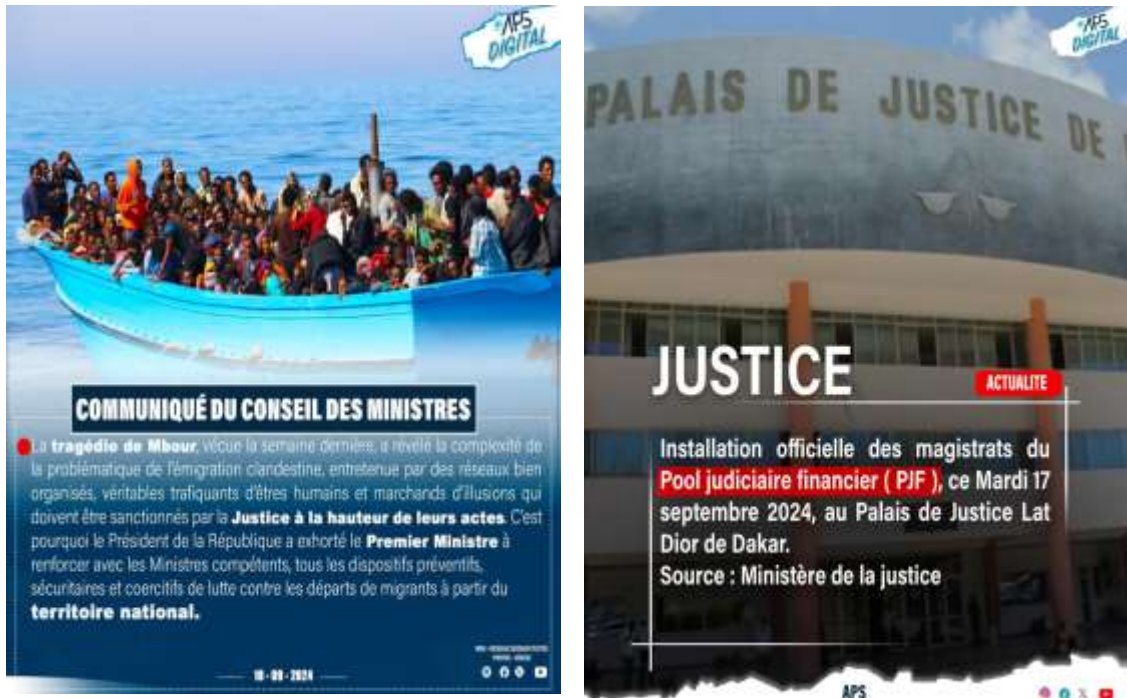 APS
DIGITAL
COMMUNIQUÉ DU CONSEIL DES MINISTRES
La tragédie de Mbour, vécue la semaine dernière, a révélé la complexité de
la problématique de l'émigration clandestine, entretenue par des réseaux bien
organisés, véritables trafiquants d'êtres humains et marchands d'illusions qui
doivent être sanctionnés par la Justice à la hauteur de leurs actes. C'est
pourquoi le Président de la République a exhorté le Premier Ministre à
renforcer avec les Ministres compétents, tous les dispositifs préventifs,
sécuritaires et coercitifs de lutte contre les départs de migrants à partir du
territoire national.
APS
DIGITAL
PALAIS DE JUSTICE DE
JUSTICE
ACTUALITE
Installation officielle des magistrats du
Pool judiciaire financier ( PJF ), ce Mardi 17
septembre 2024, au Palais de Justice Lat
Dior de Dakar.
Source : Ministère de la justice
APS